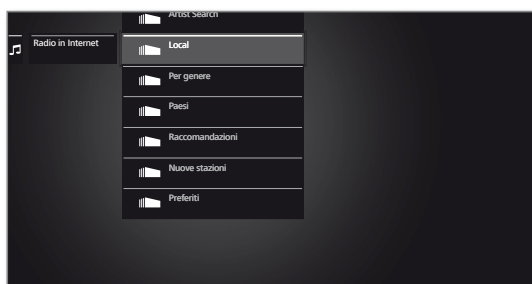 Artist Search
Radio in Internet
Local
Per genere
Paesi
Raccomandazioni
Nuove stazioni
Preferiti